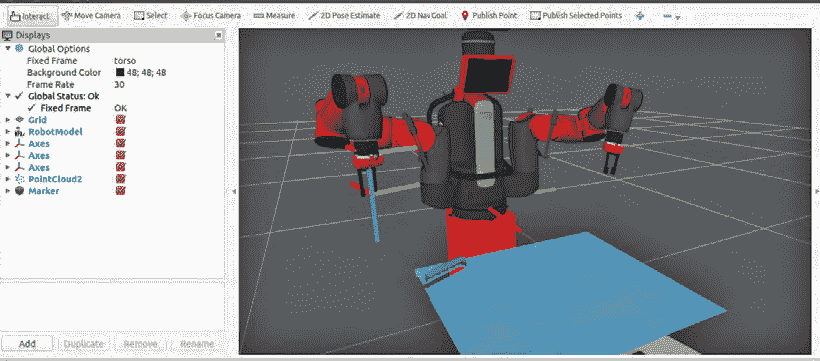 Interact Move Camera Select Focus Camera Measure 2D Pose Estimate 2D Nav Goal Publish Point Publish Selected Points
Displays
Global Options
Fixed Frame torso
Background Color 48; 48; 48
Frame Rate 30
Global Status: Ok
Fixed Frame OK
Grid
RobotModel
Axes
Axes
Axes
PointCloud2
Marker
Add Duplicate Remove Rename